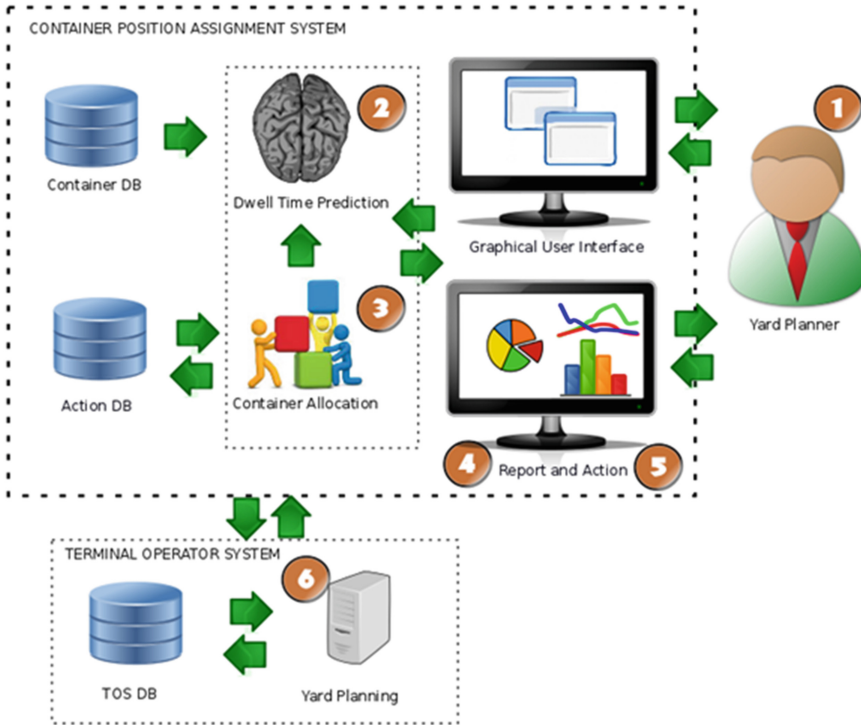 CONTAINER POSITION ASSIGNMENT SYSTEM
1
2
Container DB
Dwell Time Prediction
Graphical User Interface
3
Yard Planner
Action DB
Container Allocation
4
Report and Action
5
TERMINAL OPERATOR SYSTEM
6
TOS DB
Yard Planning